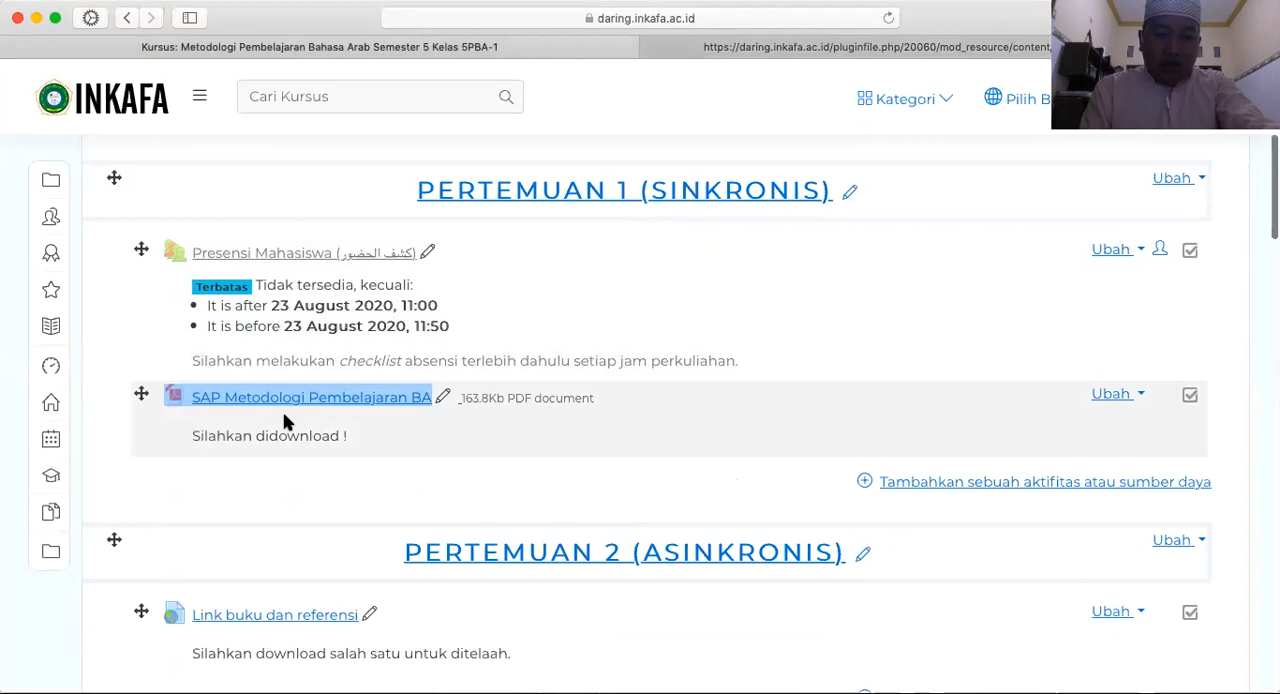 daring.inkafa.ac.id
Kursus: Metodologi Pembelajaran Bahasa Arab Semester 5 Kelas 5PBA-1
https://daring.inkafa.ac.id/pluginfile.php/20060/mod_resource/content,
INKAFA
Cari Kursus
Kategori
Pilih B
PERTEMUAN 1 (SINKRONIS)
Ubah
Presensi Mahasiswa (كشف الحضور)
Ubah
Terbatas Tidak tersedia, kecuali:
It is after 23 August 2020, 11:00
It is before 23 August 2020, 11:50
Silahkan melakukan checklist absensi terlebih dahulu setiap jam perkuliahan.
SAP Metodologi Pembelajaran BA 163.8Kb PDF document
Ubah
Silahkan didownload !
Tambahkan sebuah aktifitas atau sumber daya
PERTEMUAN 2 (ASINKRONIS)
Ubah
Link buku dan referensi
Ubah
Silahkan download salah satu untuk ditelaah.